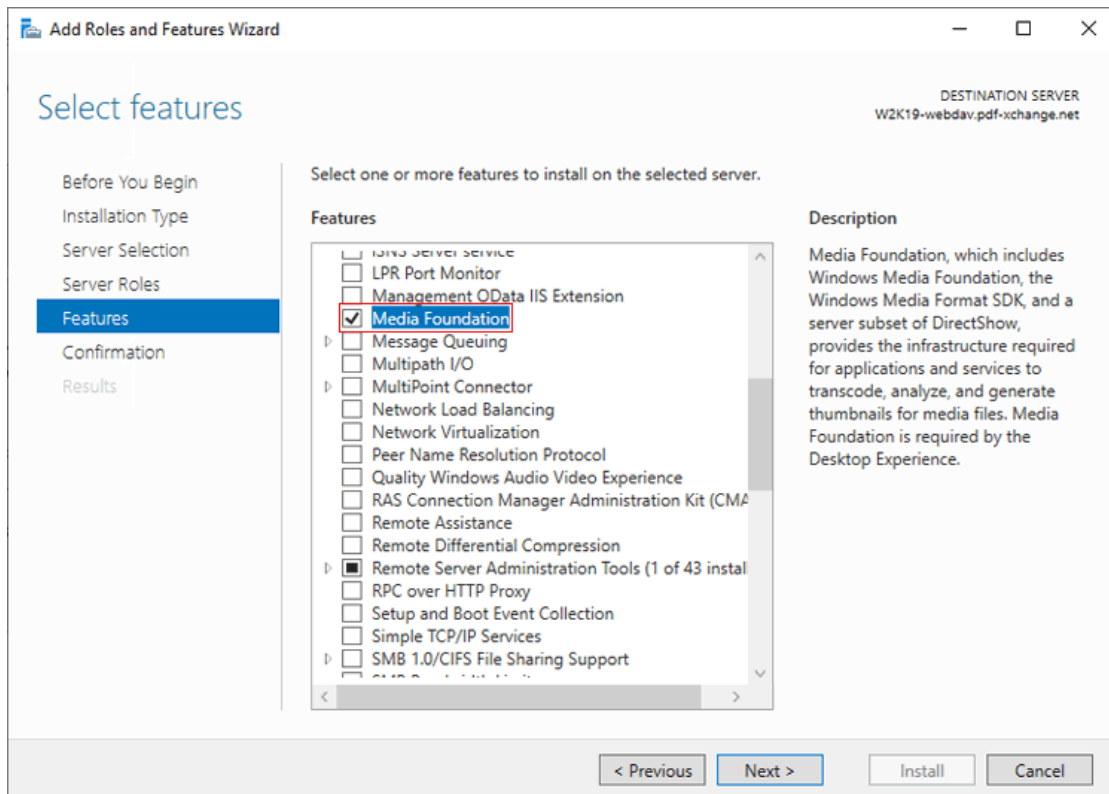 Add Roles and Features Wizard
Select features
DESTINATION SERVER
W2K19-webdav.pdf-xchange.net
Before You Begin
Installation Type
Server Selection
Server Roles
Features
Confirmation
Results
Select one or more features to install on the selected server.
Features
iSNS Server service
LPR Port Monitor
Management OData IIS Extension
Media Foundation
Message Queuing
Multipath I/O
MultiPoint Connector
Network Load Balancing
Network Virtualization
Peer Name Resolution Protocol
Quality Windows Audio Video Experience
RAS Connection Manager Administration Kit (CMA
Remote Assistance
Remote Differential Compression
Remote Server Administration Tools (1 of 43 instal
RPC over HTTP Proxy
Setup and Boot Event Collection
Simple TCP/IP Services
SMB 1.0/CIFS File Sharing Support
Description
Media Foundation, which includes
Windows Media Foundation, the
Windows Media Format SDK, and a
server subset of DirectShow,
provides the infrastructure required
for applications and services to
transcode, analyze, and generate
thumbnails for media files. Media
Foundation is required by the
Desktop Experience.
< Previous
Next >
Install
Cancel